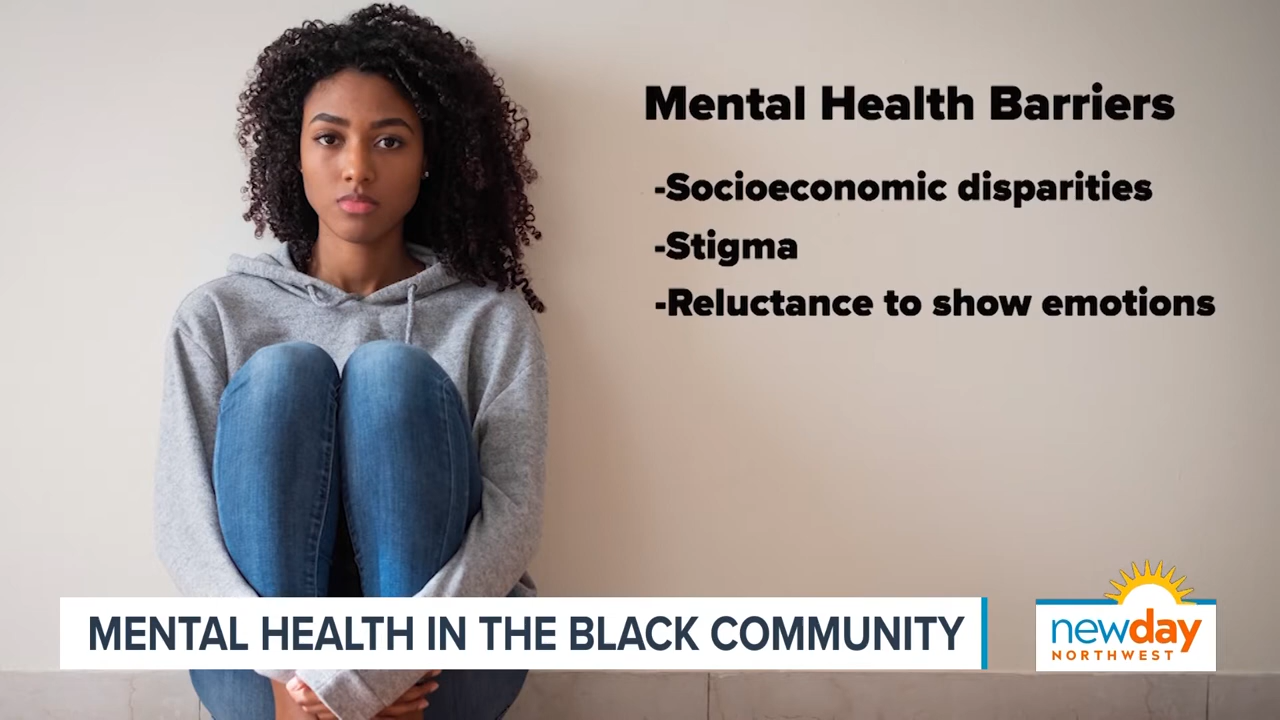 Mental Health Barriers
-Socioeconomic disparities
-Stigma
-Reluctance to show emotions
MENTAL HEALTH IN THE BLACK COMMUNITY
newday
NORTHWEST